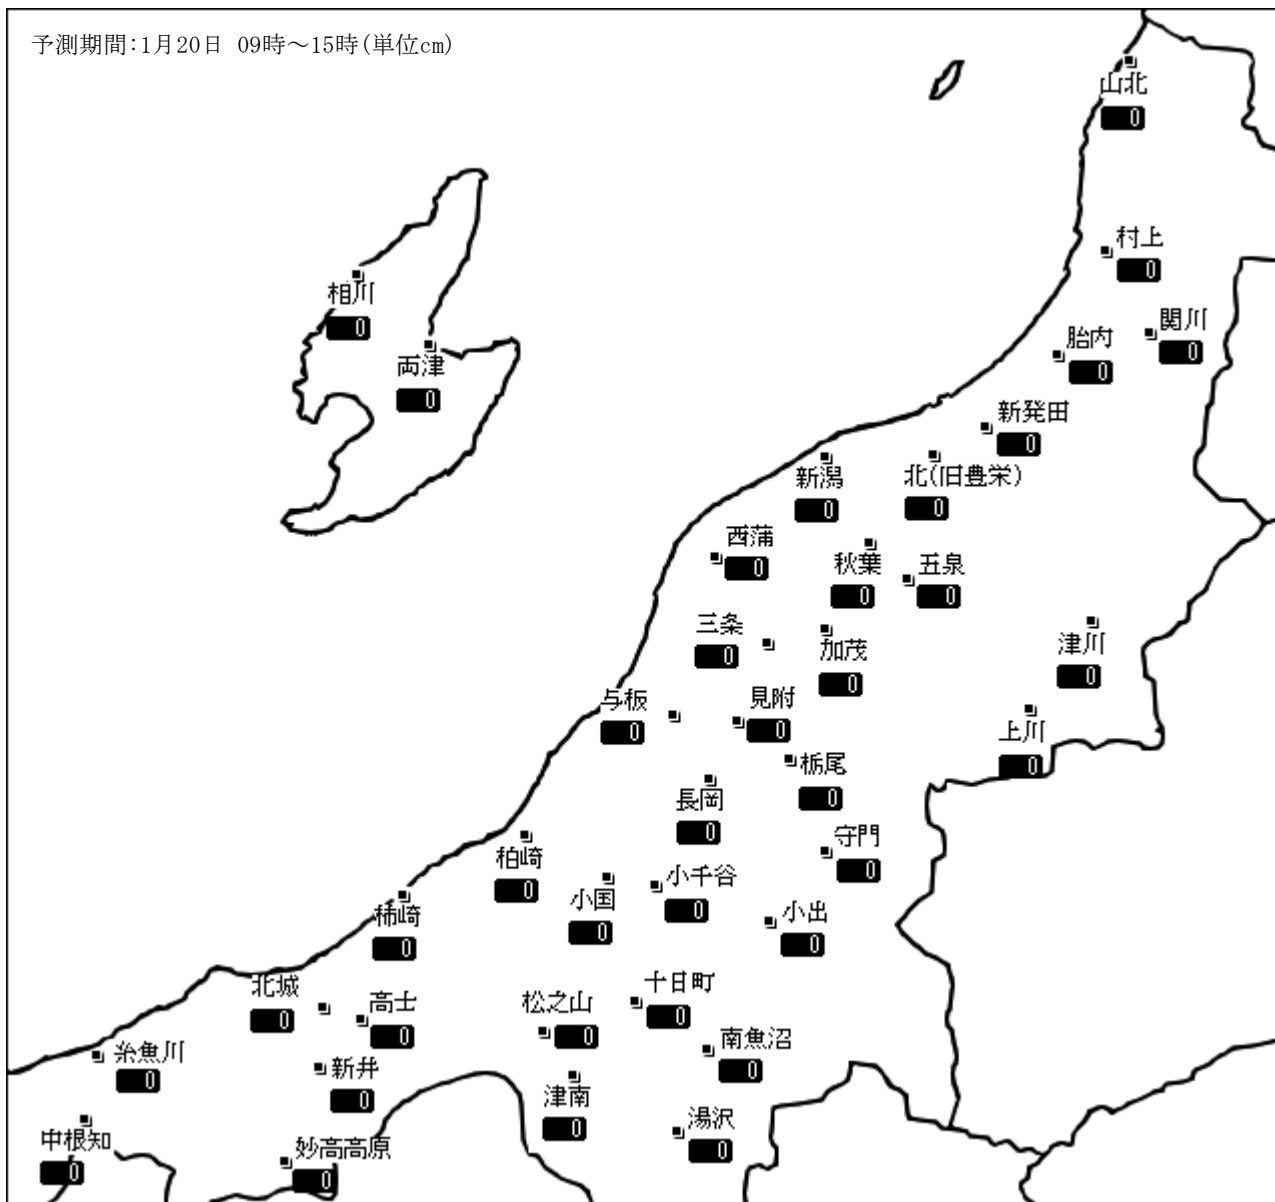 予測期間:1月20日 09時～15時(単位cm)
山北
0
村上
0
相川
0
関川
0
胎内
0
両津
0
新発田
0
新潟
0
北(旧豊栄)
0
西蒲
0
秋葉
0
五泉
0
三条
0
加茂
0
津川
0
与板
0
見附
0
上川
0
栃尾
0
長岡
0
守門
0
柏崎
0
小千谷
0
小国
0
小出
0
柿崎
0
北城
0
高士
0
松之山
0
十日町
0
南魚沼
0
糸魚川
0
新井
0
津南
0
湯沢
0
中根知
0
妙高高原
0